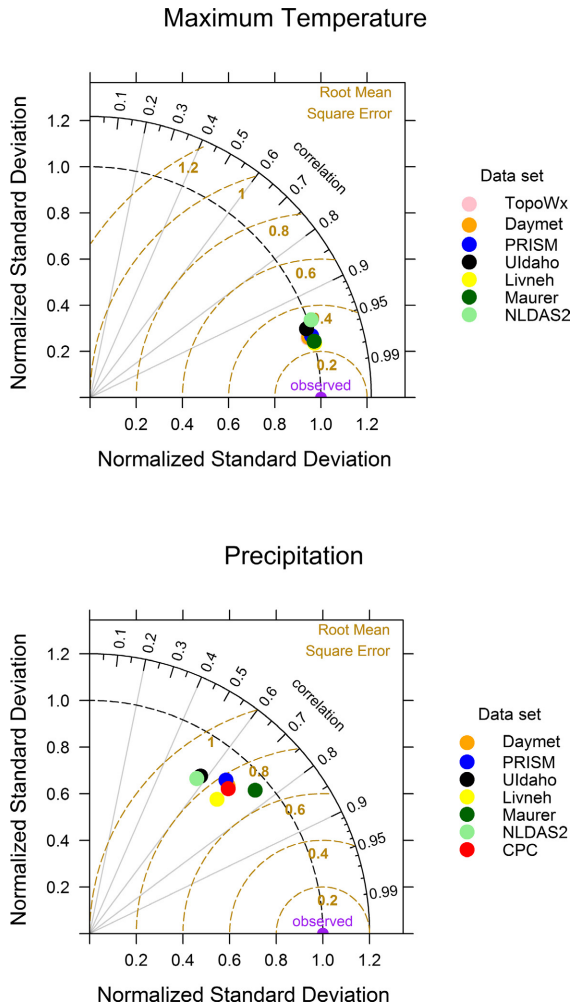 Maximum Temperature
Root Mean
Square Error
0.1
0.2
0.3
0.4
0.5
0.6
0.7
0.8
0.9
0.95
0.99
correlation
1.2
1.0
0.8
0.6
0.4
0.2
Normalized Standard Deviation
1.2
1
0.8
0.6
0.4
0.2
observed
0.2
0.4
0.6
0.8
1.0
1.2
Normalized Standard Deviation
Data set
TopoWx
Daymet
PRISM
UIdaho
Livneh
Maurer
NLDAS2
Precipitation
Root Mean
Square Error
0.1
0.2
0.3
0.4
0.5
0.6
0.7
0.8
0.9
0.95
0.99
correlation
1.2
1.0
0.8
0.6
0.4
0.2
Normalized Standard Deviation
1
0.8
0.6
0.4
0.2
observed
0.2
0.4
0.6
0.8
1.0
1.2
Normalized Standard Deviation
Data set
Daymet
PRISM
UIdaho
Livneh
Maurer
NLDAS2
CPC